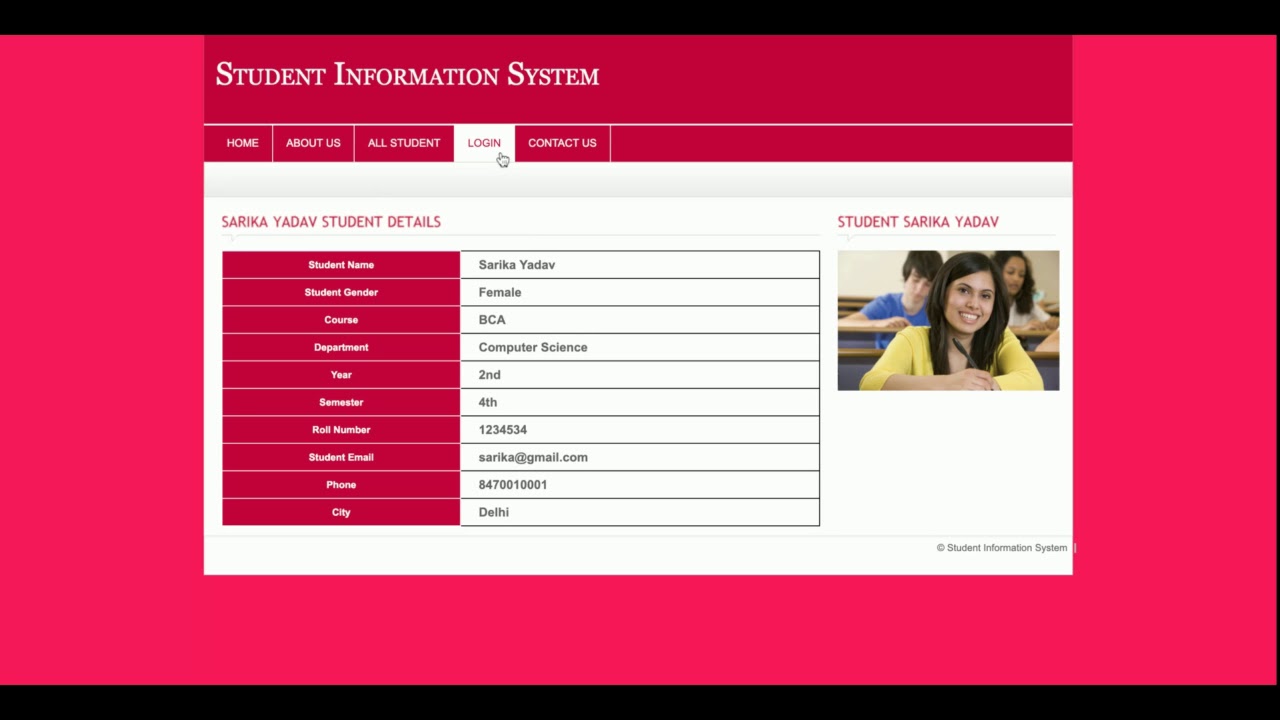 STUDENT INFORMATION SYSTEM
HOME ABOUT US ALL STUDENT LOGIN CONTACT US
SARIKA YADAV STUDENT DETAILS
Student Name Sarika Yadav
Student Gender Female
Course BCA
Department Computer Science
Year 2nd
Semester 4th
Roll Number 1234534
Student Email sarika@gmail.com
Phone 8470010001
City Delhi
STUDENT SARIKA YADAV
© Student Information System |